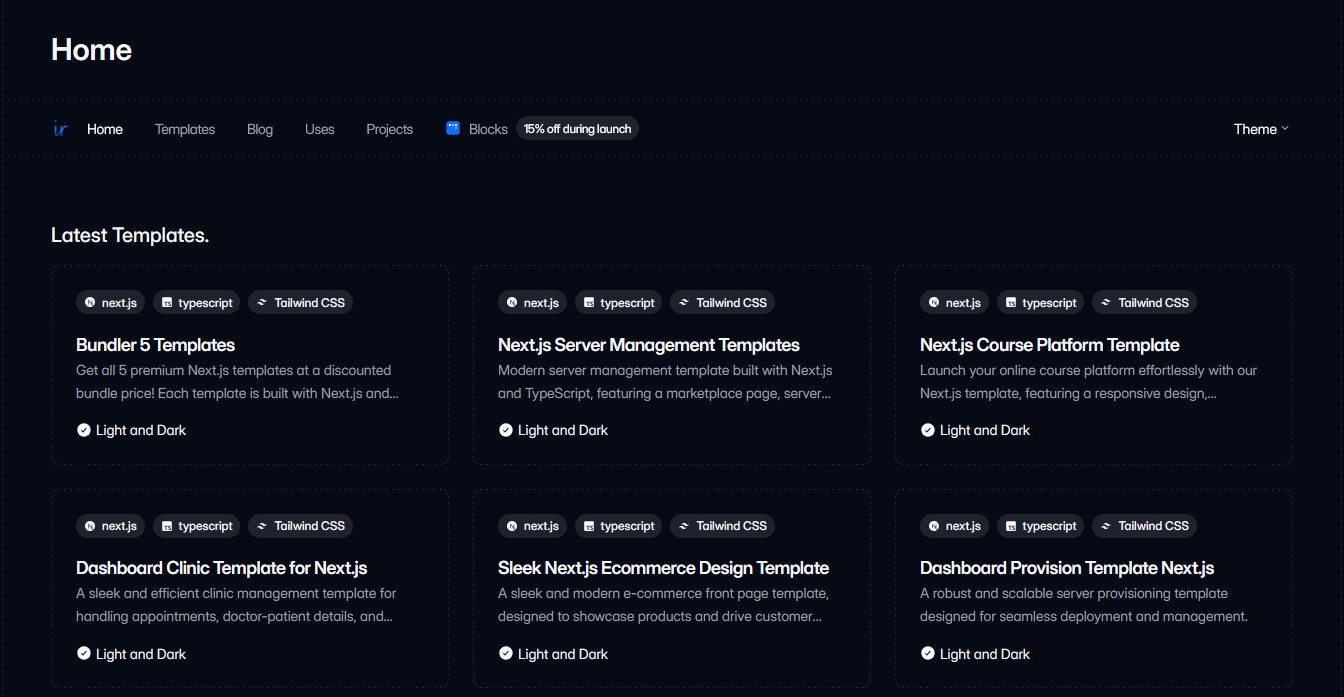 Home
ir Home Templates Blog Uses Projects Blocks 15% off during launch Theme
Latest Templates.
next.js typescript Tailwind CSS
Bundler 5 Templates
Get all 5 premium Next.js templates at a discounted
bundle price! Each template is built with Next.js and...
Light and Dark
next.js typescript Tailwind CSS
Next.js Server Management Templates
Modern server management template built with Next.js
and TypeScript, featuring a marketplace page, server...
Light and Dark
next.js typescript Tailwind CSS
Next.js Course Platform Template
Launch your online course platform effortlessly with our
Next.js template, featuring a responsive design,...
Light and Dark
next.js typescript Tailwind CSS
Dashboard Clinic Template for Next.js
A sleek and efficient clinic management template for
handling appointments, doctor-patient details, and...
Light and Dark
next.js typescript Tailwind CSS
Sleek Next.js Ecommerce Design Template
A sleek and modern e-commerce front page template,
designed to showcase products and drive customer...
Light and Dark
next.js typescript Tailwind CSS
Dashboard Provision Template Next.js
A robust and scalable server provisioning template
designed for seamless deployment and management.
Light and Dark